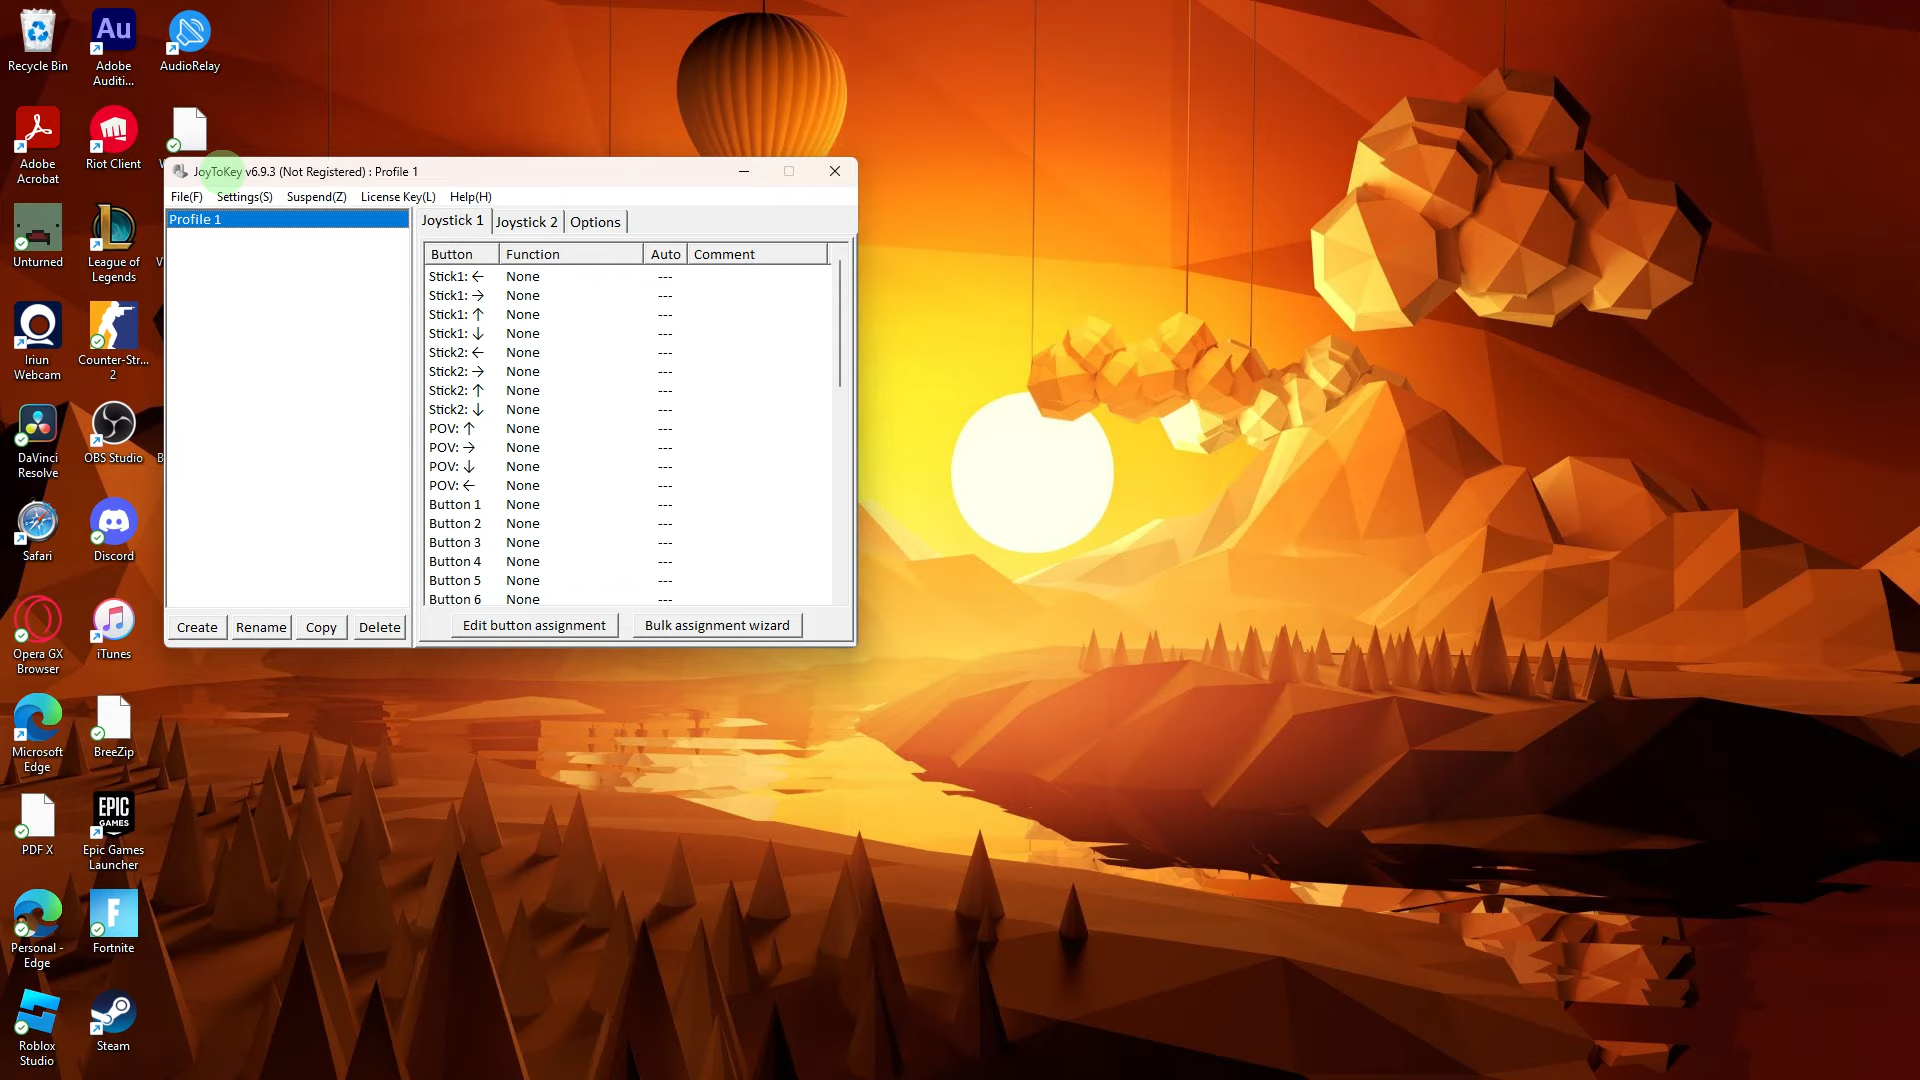 Recycle Bin
Adobe
Auditi...
AudioRelay
Adobe
Acrobat
Riot Client
Unturned
League of
Legends
Iriun
Webcam
Counter-Str...
2
DaVinci
Resolve
OBS Studio
Safari
Discord
Opera GX
Browser
iTunes
Microsoft
Edge
BreeZip
PDF X
EPIC
GAMES
Epic Games
Launcher
Personal -
Edge
Fortnite
Roblox
Studio
Steam
JoyToKey v6.9.3 (Not Registered) : Profile 1
File(F) Settings(S) Suspend(Z) License Key(L) Help(H)
Profile 1
Joystick 1 Joystick 2 Options
Button Function Auto Comment
Stick1: ← None ---
Stick1: → None ---
Stick1: ↑ None ---
Stick1: ↓ None ---
Stick2: ← None ---
Stick2: → None ---
Stick2: ↑ None ---
Stick2: ↓ None ---
POV: ↑ None ---
POV: → None ---
POV: ↓ None ---
POV: ← None ---
Button 1 None ---
Button 2 None ---
Button 3 None ---
Button 4 None ---
Button 5 None ---
Button 6 None ---
Create Rename Copy Delete
Edit button assignment Bulk assignment wizard